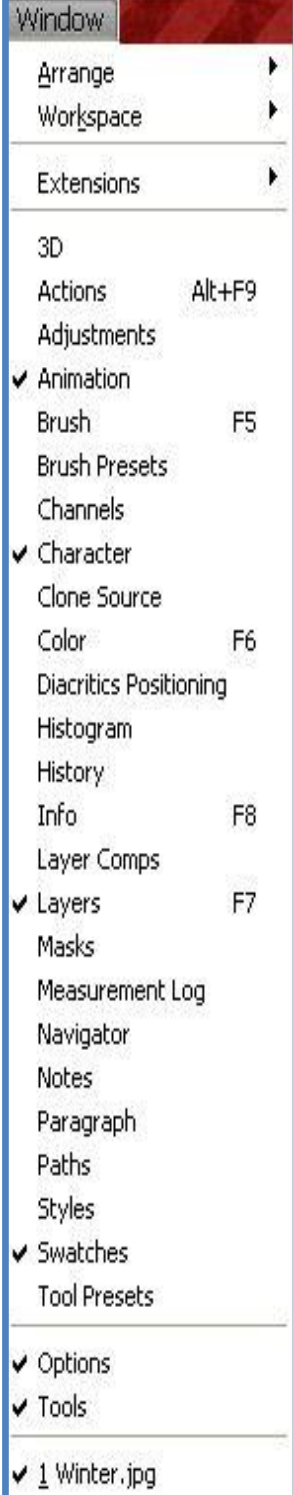 Window
Arrange
Workspace
Extensions
3D
Actions Alt+F9
Adjustments
Animation
Brush F5
Brush Presets
Channels
Character
Clone Source
Color F6
Diacritics Positioning
Histogram
History
Info F8
Layer Comps
Layers F7
Masks
Measurement Log
Navigator
Notes
Paragraph
Paths
Styles
Swatches
Tool Presets
Options
Tools
1 Winter.jpg